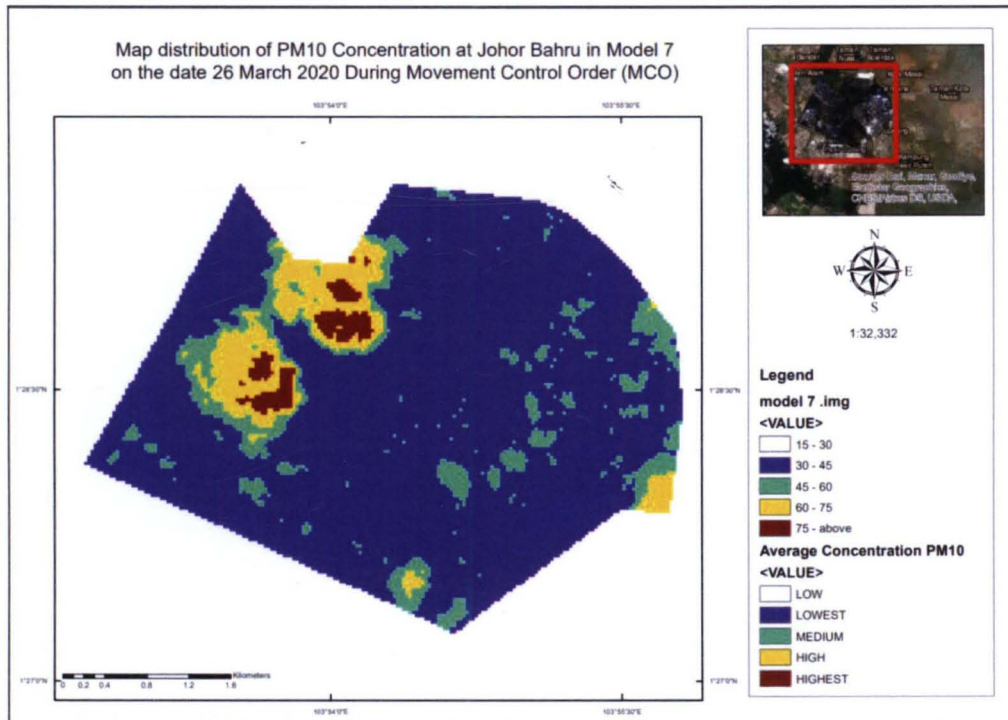 Map distribution of PM10 Concentration at Johor Bahru in Model 7
on the date 26 March 2020 During Movement Control Order (MCO)
103°54'0"E
103°55'30"E
1°28'30"N
1°28'30"N
1°27'0"N
1°27'0"N
103°54'0"E
103°55'30"E
Kilometers
0 0.2 0.4 0.8 1.2 1.6
Taman
Taman
N
W E
S
1:32,332
Legend
model 7 .img
<VALUE>
15 - 30
30 - 45
45 - 60
60 - 75
75 - above
Average Concentration PM10
<VALUE>
LOW
LOWEST
MEDIUM
HIGH
HIGHEST